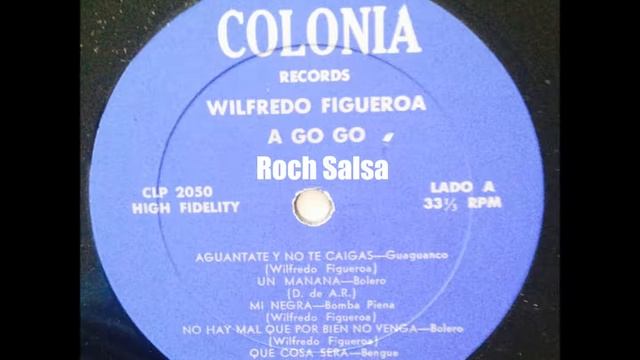 COLONIA
RECORDS
WILFREDO FIGUEROA
A GO GO
Roch Salsa
CLP 2050
HIGH FIDELITY
LADO A
33⅓ RPM
AGUANTATE Y NO TE CAIGAS—Guaguanco
(Wilfredo Figueroa)
UN MANANA—Bolero
(D. de A.R.)
MI NEGRA—Bomba Plena
(Wilfredo Figueroa)
NO HAY MAL QUE POR BIEN NO VENGA—Bolero
(Wilfredo Figueroa)
QUE COSA SERA—Bengue